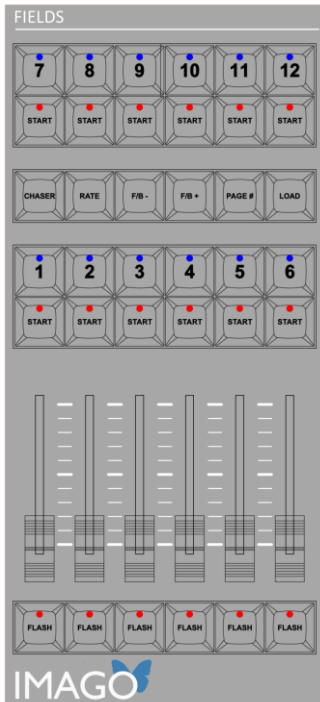 FIELDS
7 8 9 10 11 12
START START START START START START
CHASER RATE F/B - F/B + PAGE # LOAD
1 2 3 4 5 6
START START START START START START
FLASH FLASH FLASH FLASH FLASH FLASH
IMAGO